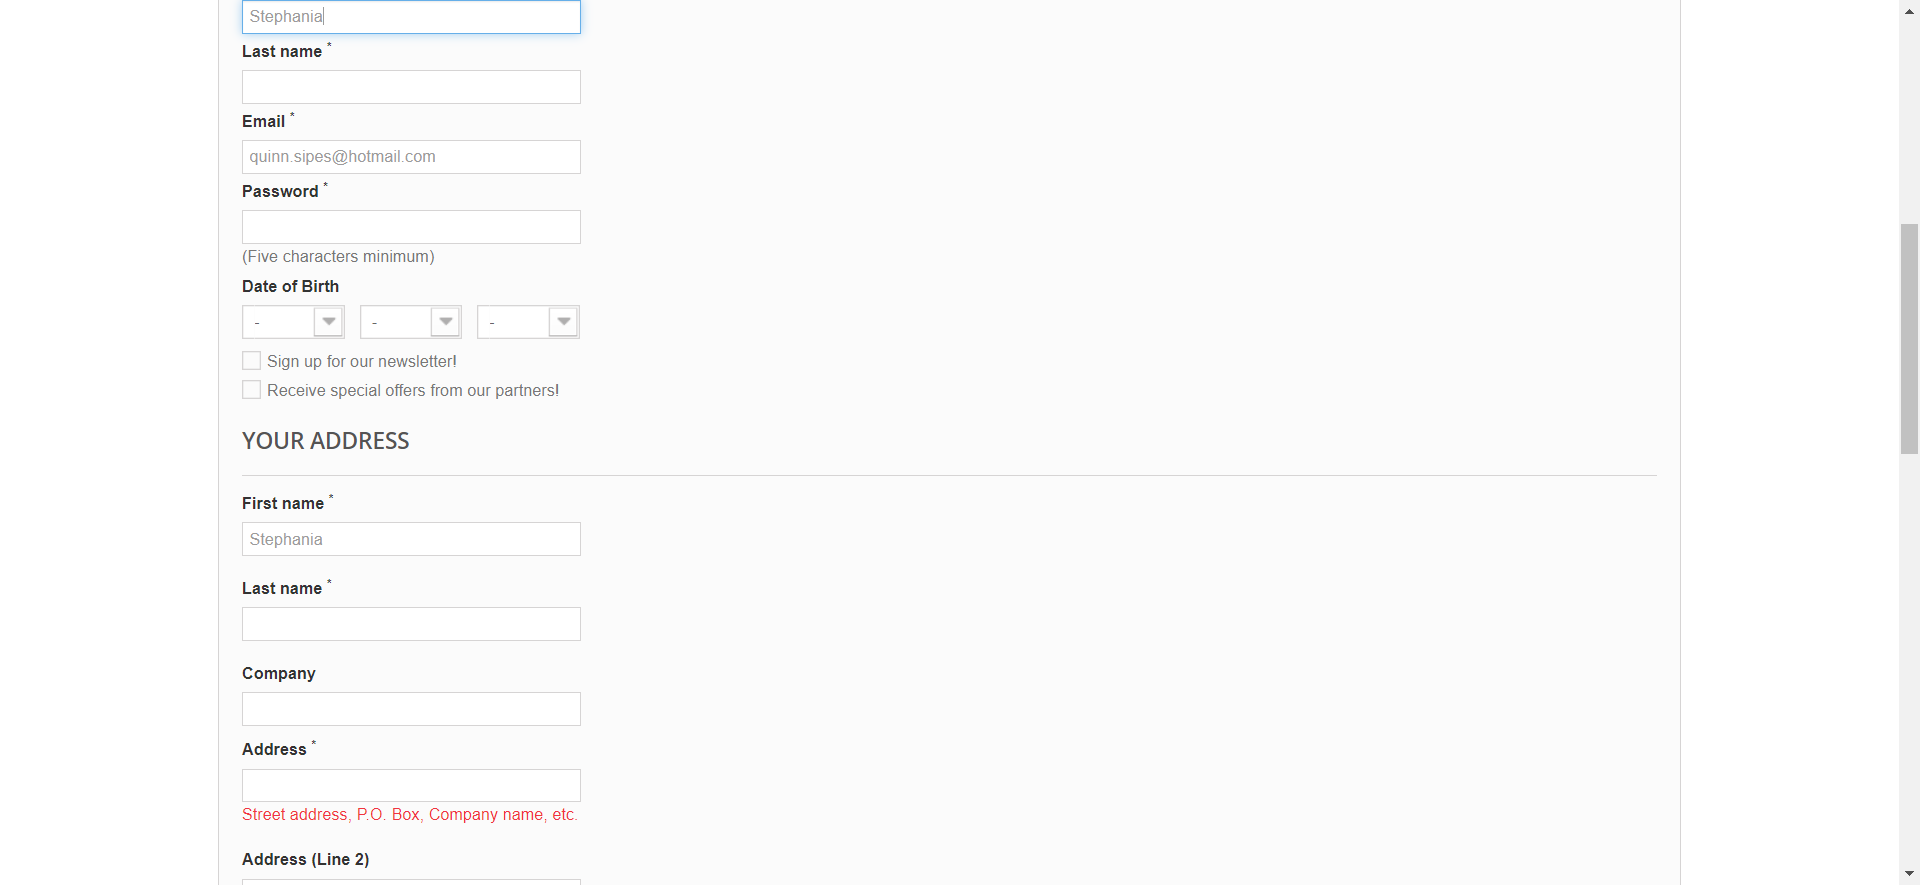 Stephania
Last name *
Email *
quinn.sipes@hotmail.com
Password *
(Five characters minimum)
Date of Birth
- - -
Sign up for our newsletter!
Receive special offers from our partners!
YOUR ADDRESS
First name *
Stephania
Last name *
Company
Address *
Street address, P.O. Box, Company name, etc.
Address (Line 2)